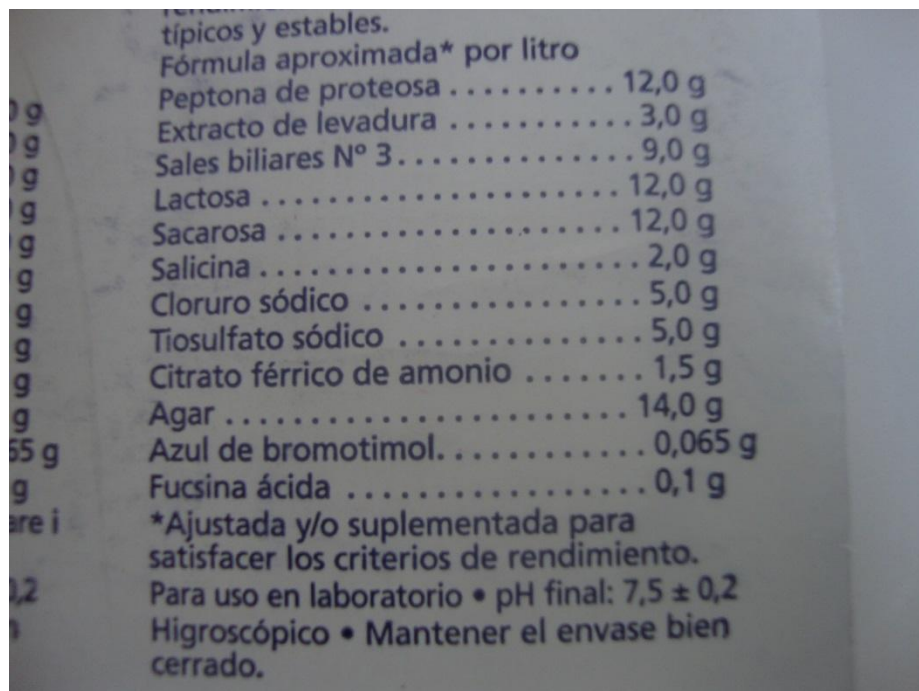 típicos y estables.
Fórmula aproximada* por litro
Peptona de proteosa . . . . . . . . . . 12,0 g
Extracto de levadura . . . . . . . . . . . 3,0 g
Sales biliares Nº 3. . . . . . . . . . . . . . 9,0 g
Lactosa . . . . . . . . . . . . . . . . . . . . . 12,0 g
Sacarosa . . . . . . . . . . . . . . . . . . . . 12,0 g
Salicina . . . . . . . . . . . . . . . . . . . . . . 2,0 g
Cloruro sódico . . . . . . . . . . . . . . . . 5,0 g
Tiosulfato sódico . . . . . . . . . . . . . . 5,0 g
Citrato férrico de amonio . . . . . . . 1,5 g
Agar . . . . . . . . . . . . . . . . . . . . . . . 14,0 g
Azul de bromotimol. . . . . . . . . . . . 0,065 g
Fucsina ácida . . . . . . . . . . . . . . . . . 0,1 g
*Ajustada y/o suplementada para
satisfacer los criterios de rendimiento.
Para uso en laboratorio • pH final: 7,5 ± 0,2
Higroscópico • Mantener el envase bien
cerrado.